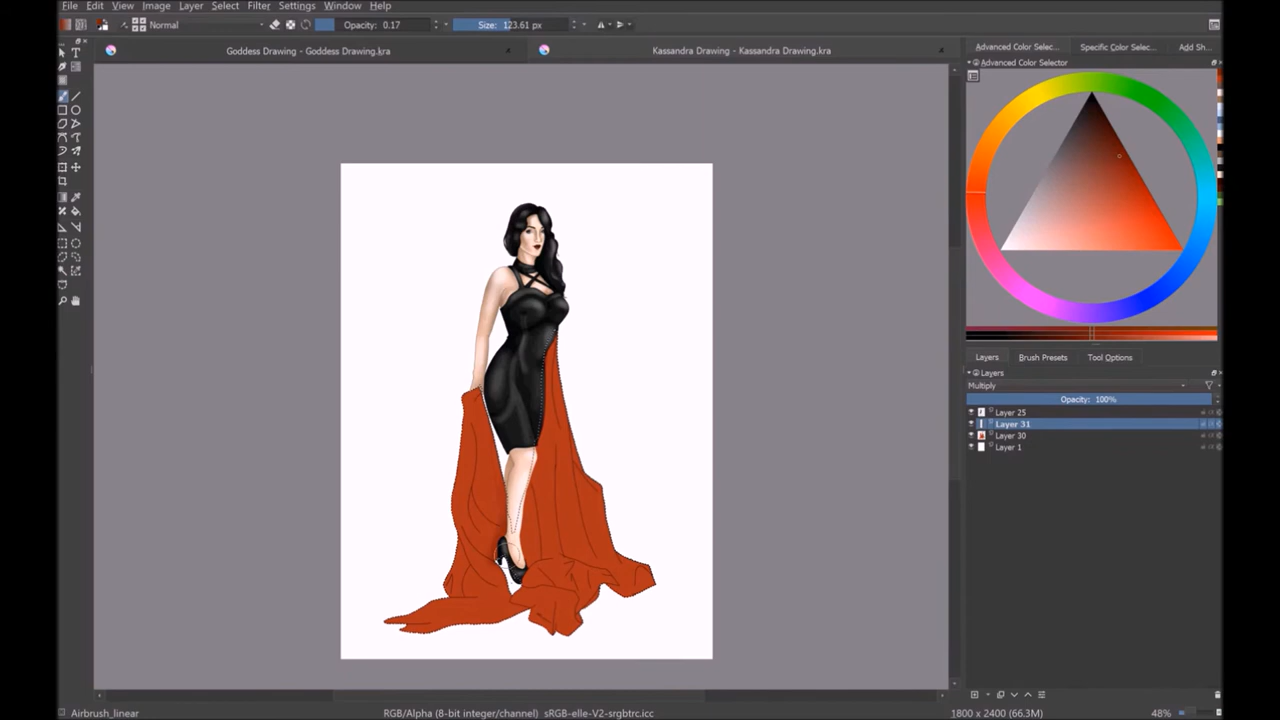 File Edit View Image Layer Select Filter Settings Window Help
Normal Opacity: 0.17 Size: 123.61 px
Goddess Drawing - Goddess Drawing.kra Kassandra Drawing - Kassandra Drawing.kra
Advanced Color Selec... Specific Color Selec... Add Sh...
Advanced Color Selector
Layers Brush Presets Tool Options
Layers
Multiply
Opacity: 100%
Layer 25
Layer 31
Layer 30
Layer 1
Airbrush_linear RGB/Alpha (8-bit integer/channel) sRGB-elle-V2-srgbtrc.icc 1800 x 2400 (66.3M) 48%